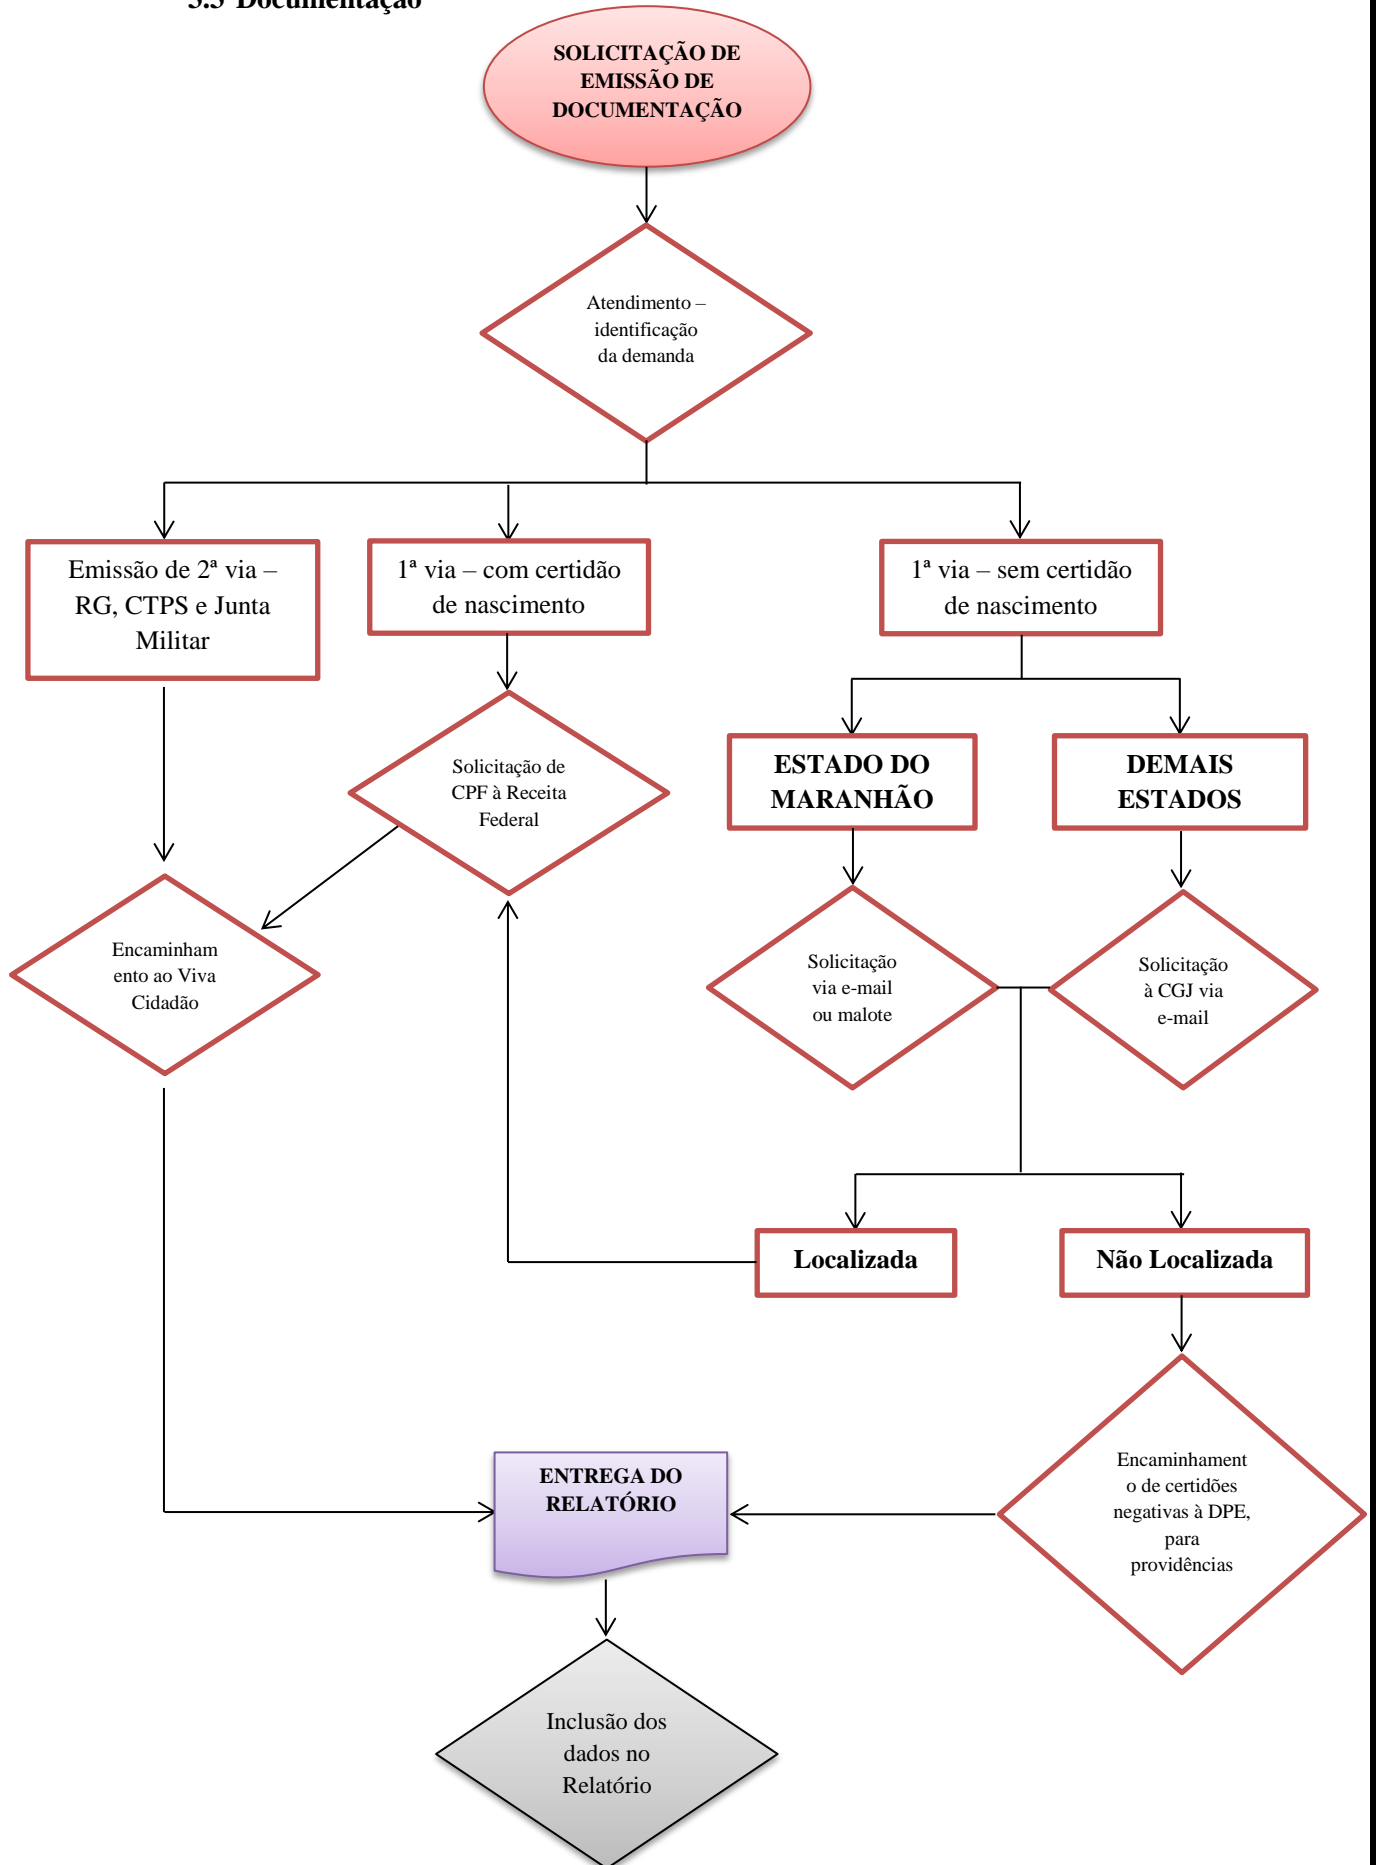 5.5 Documentação
SOLICITAÇÃO DE
EMISSÃO DE
DOCUMENTAÇÃO
Atendimento –
identificação
da demanda
Emissão de 2ª via –
RG, CTPS e Junta
Militar
1ª via – com certidão
de nascimento
1ª via – sem certidão
de nascimento
Solicitação de
CPF à Receita
Federal
ESTADO DO
MARANHÃO
DEMAIS
ESTADOS
Encaminham
ento ao Viva
Cidadão
Solicitação
via e-mail
ou malote
Solicitação
à CGJ via
e-mail
Localizada
Não Localizada
Encaminhament
o de certidões
negativas à DPE,
para
providências
ENTREGA DO
RELATÓRIO
Inclusão dos
dados no
Relatório